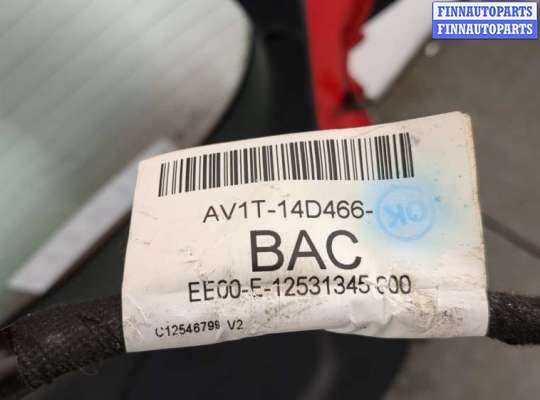 FINNAUTOPARTS
FINNAUTOPARTS
AV1T-14D466-
OK
BAC
EE00-E-12531345 000
C12546799 V2